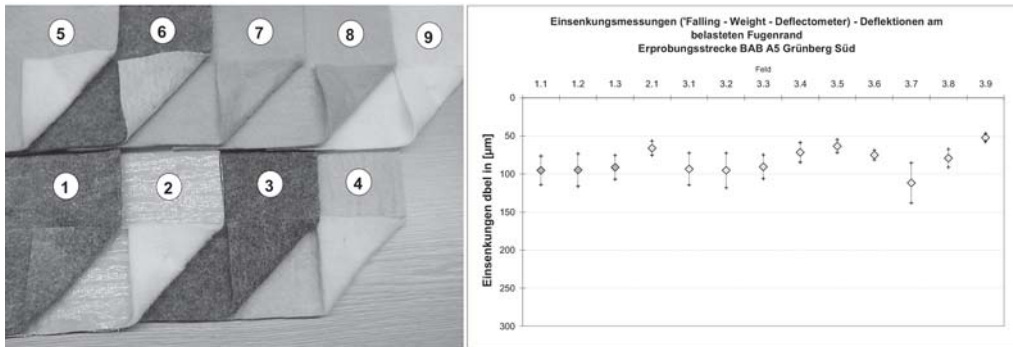 5 6 7 8 9
1 2 3 4
Einsenkungsmessungen ('Falling - Weight - Deflectometer) - Deflektionen am
belasteten Fugenrand
Erprobungsstrecke BAB A5 Grünberg Süd
Feld
1.1 1.2 1.3 2.1 3.1 3.2 3.3 3.4 3.5 3.6 3.7 3.8 3.9
Einsenkungen dbel in [µm]
0
50
100
150
200
250
300